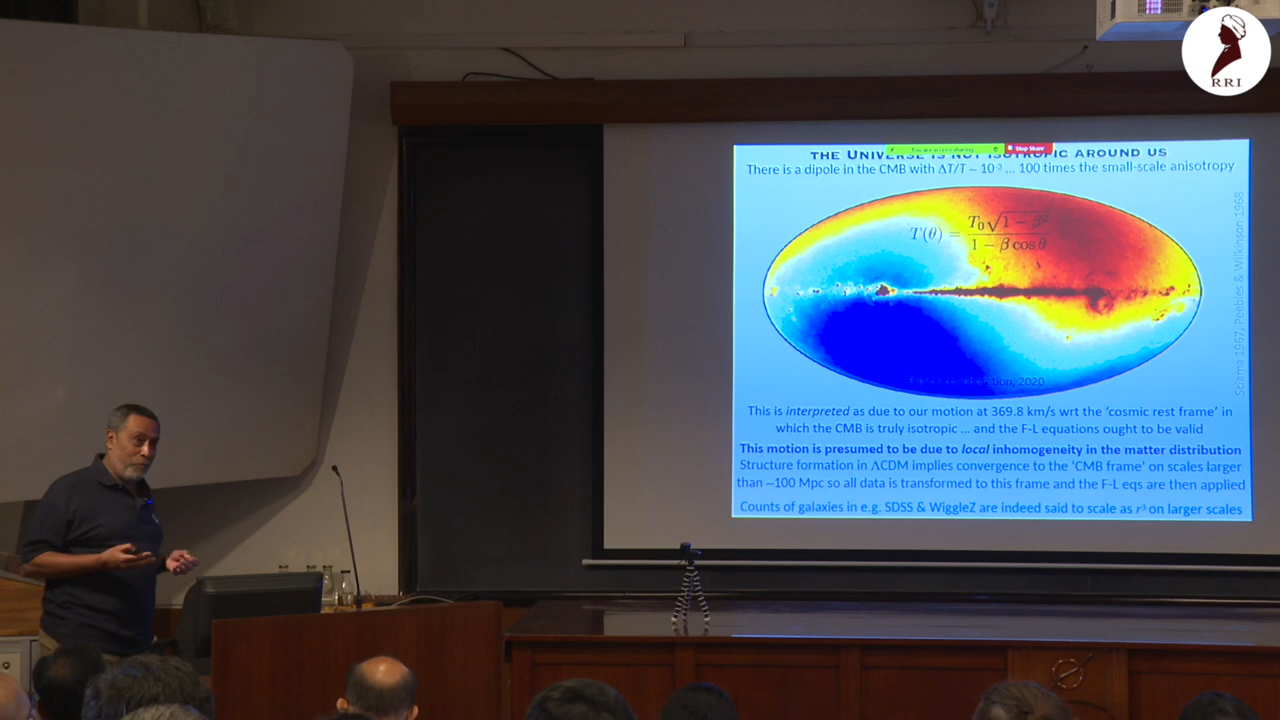 RRI
Stop Share
THE UNIVERSE IS NOT ISOTROPIC AROUND US
There is a dipole in the CMB with ΔT/T ~ 10⁻³ ... 100 times the small-scale anisotropy
T(θ) = T₀√(1 − β²) / (1 − β cos θ)
Sciama 1967, Peebles & Wilkinson 1968
2020
This is interpreted as due to our motion at 369.8 km/s wrt the ‘cosmic rest frame’ in
which the CMB is truly isotropic ... and the F-L equations ought to be valid
This motion is presumed to be due to local inhomogeneity in the matter distribution
Structure formation in ΛCDM implies convergence to the ‘CMB frame’ on scales larger
than ~100 Mpc so all data is transformed to this frame and the F-L eqs are then applied
Counts of galaxies in e.g. SDSS & WiggleZ are indeed said to scale as r³ on larger scales